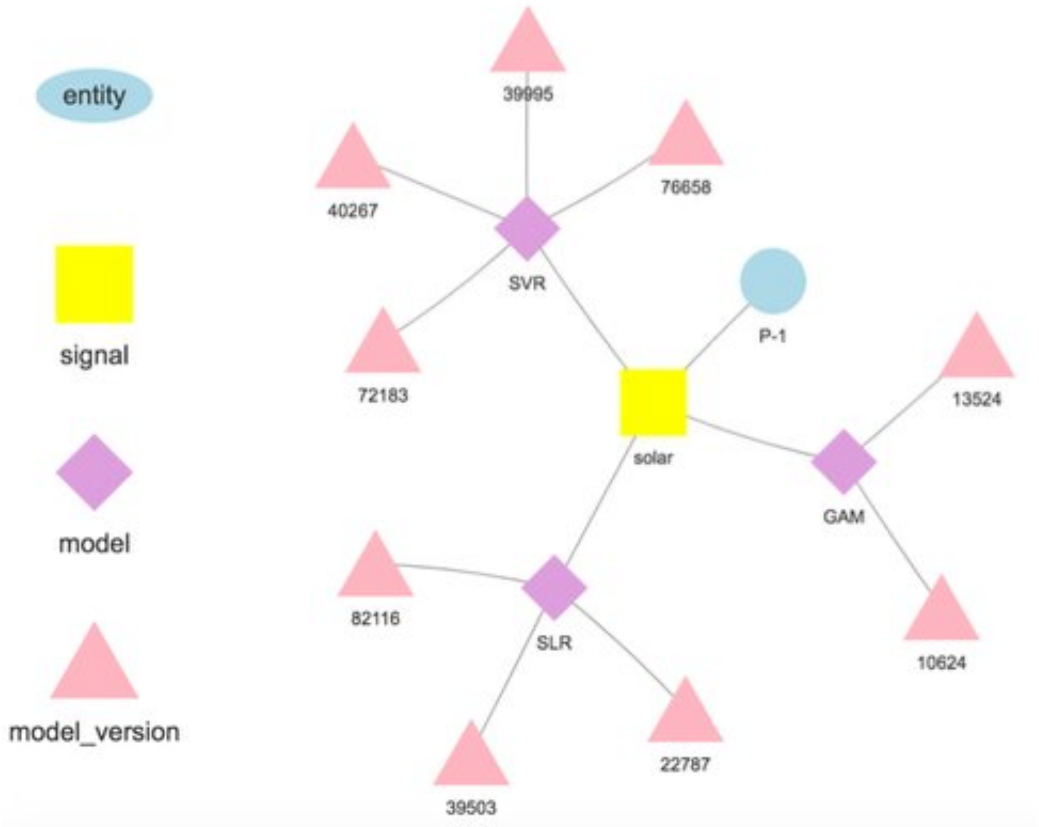 entity
signal
model
model_version
39995
76658
40267
SVR
72183
P-1
13524
solar
GAM
82116
SLR
10624
22787
39503